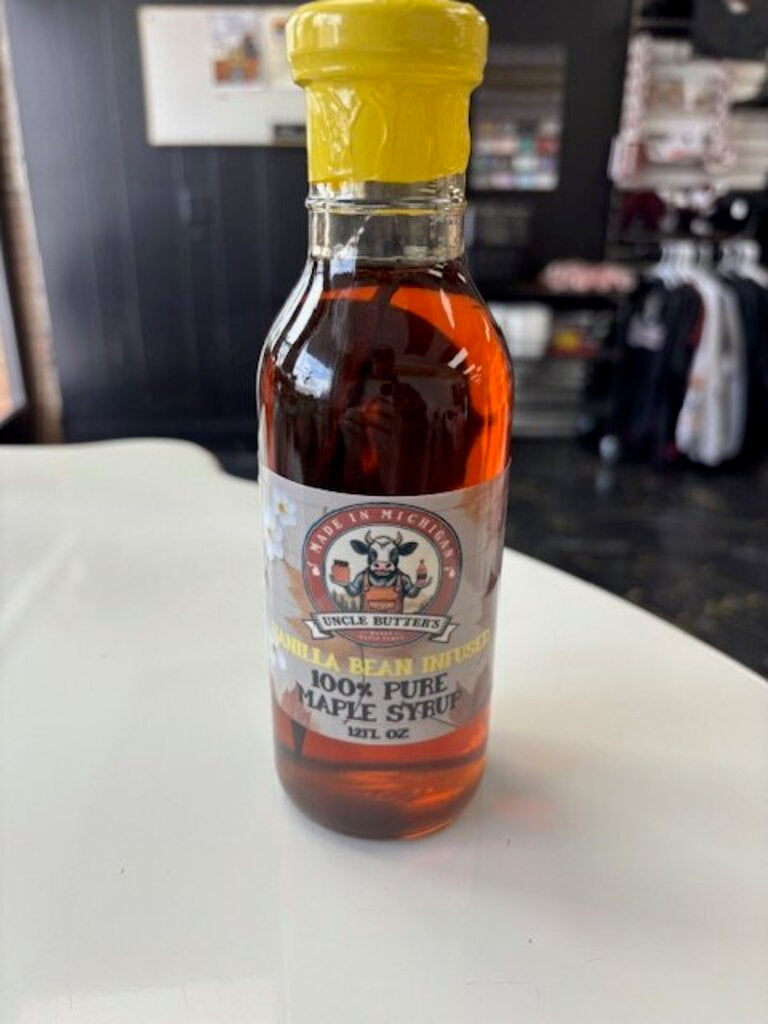 MADE IN MICHIGAN
UNCLE BUTTER'S
VANILLA BEAN INFUSED
100% PURE
MAPLE SYRUP
12FL OZ